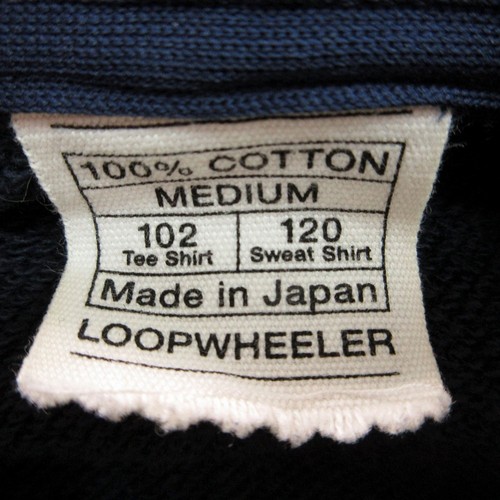 100% COTTON
MEDIUM
102 120
Tee Shirt Sweat Shirt
Made in Japan
LOOPWHEELER